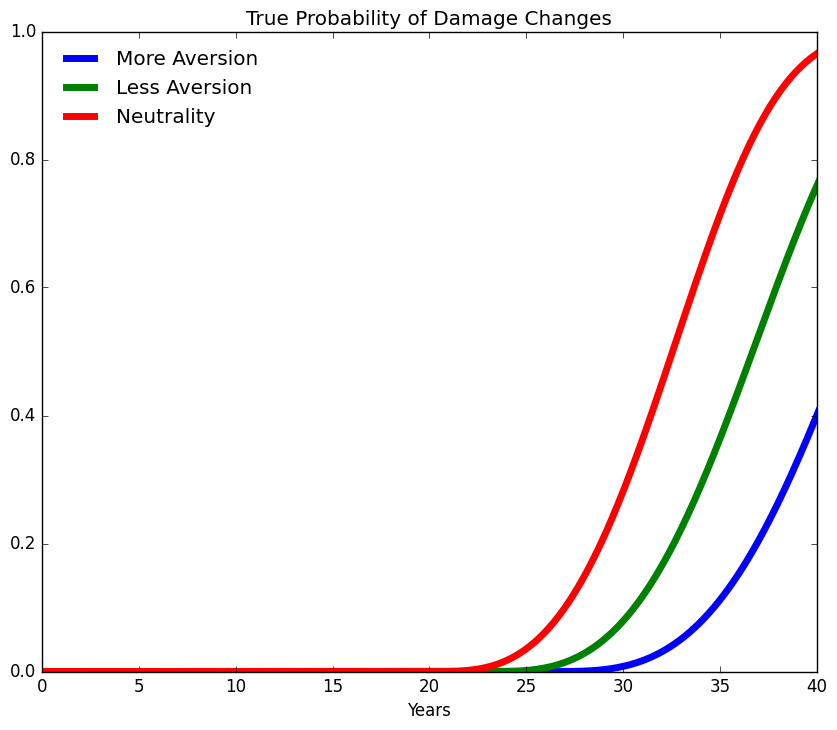 True Probability of Damage Changes
1.0
More Aversion
Less Aversion
Neutrality
0.8
0.6
0.4
0.2
0.0
0 5 10 15 20 25 30 35 40
Years